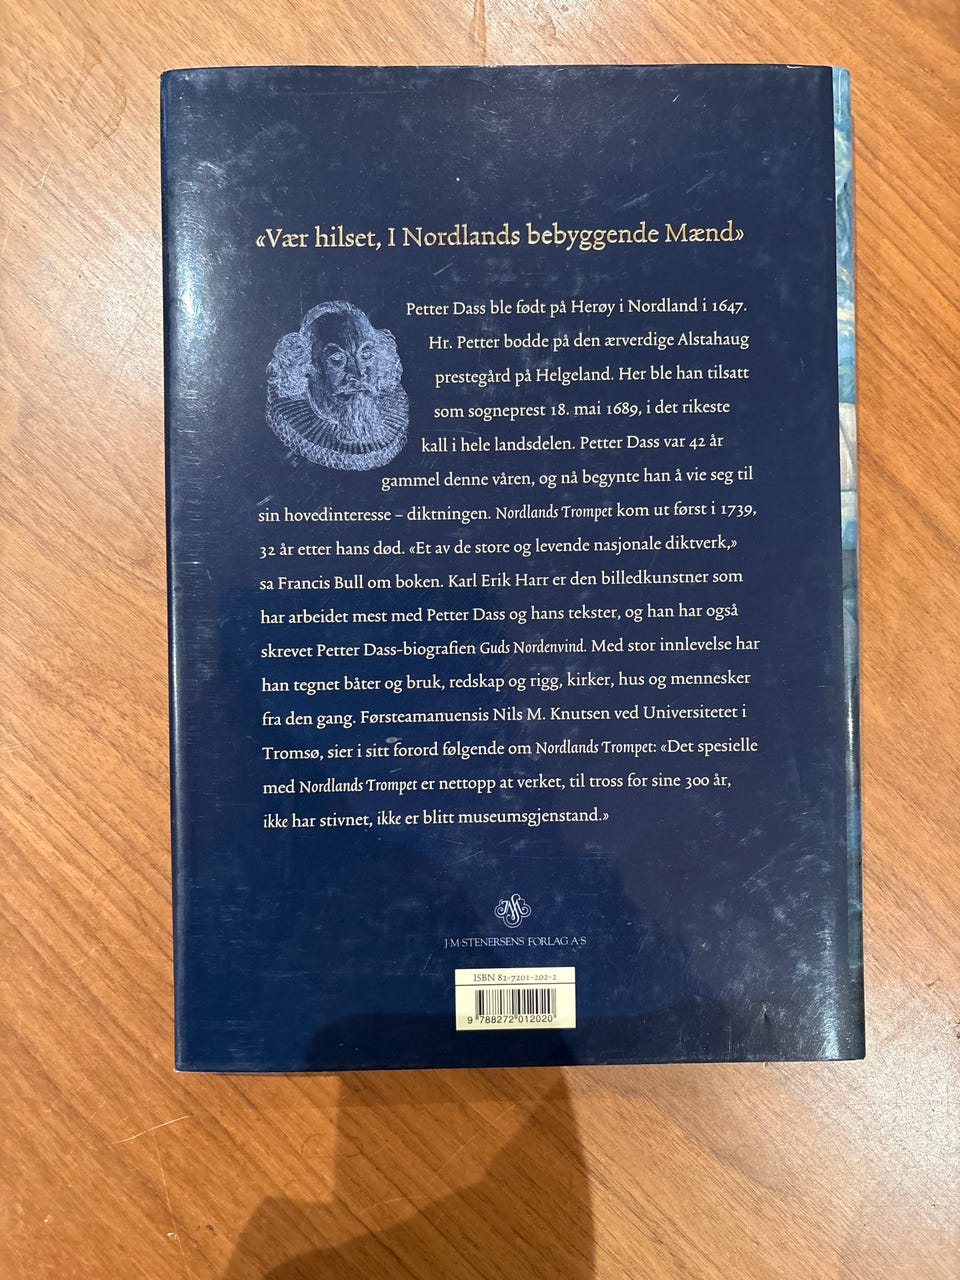 «Vær hilset, I Nordlands bebyggende Mænd»
Petter Dass ble født på Herøy i Nordland i 1647.
Hr. Petter bodde på den ærverdige Alstahaug
prestegård på Helgeland. Her ble han tilsatt
som sogneprest 18. mai 1689, i det rikeste
kall i hele landsdelen. Petter Dass var 42 år
gammel denne våren, og nå begynte han å vie seg til
sin hovedinteresse – diktningen. Nordlands Trompet kom ut først i 1739,
32 år etter hans død. «Et av de store og levende nasjonale diktverk,»
sa Francis Bull om boken. Karl Erik Harr er den billedkunstner som
har arbeidet mest med Petter Dass og hans tekster, og han har også
skrevet Petter Dass-biografien Guds Nordenvind. Med stor innlevelse har
han tegnet båter og bruk, redskap og rigg, kirker, hus og mennesker
fra den gang. Førsteamanuensis Nils M. Knutsen ved Universitetet i
Tromsø, sier i sitt forord følgende om Nordlands Trompet: «Det spesielle
med Nordlands Trompet er nettopp at verket, til tross for sine 300 år,
ikke har stivnet, ikke er blitt museumsgjenstand.»
J·M·STENERSENS FORLAG A·S
ISBN 82-7201-202-2
9 788272 012020